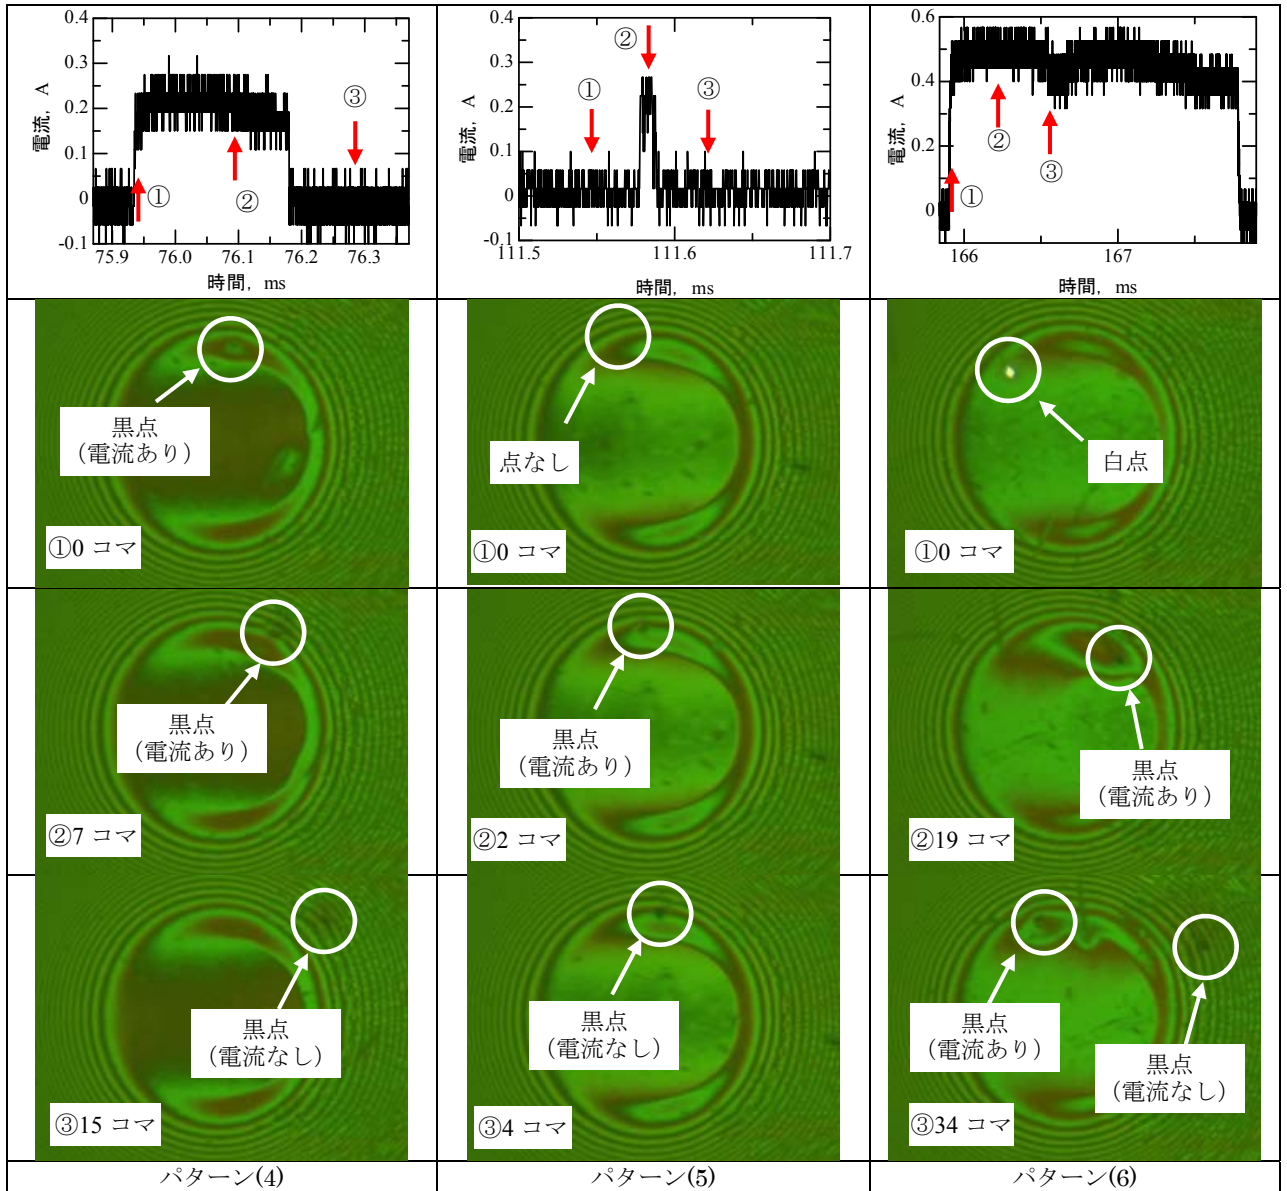 0.4
0.3
0.2
0.1
0
-0.1
電流, A
①
②
③
75.9
76.0
76.1
76.2
76.3
時間, ms
0.4
0.3
0.2
0.1
0
-0.1
電流, A
①
②
③
111.5
111.6
111.7
時間, ms
0.6
0.4
0.2
0
電流, A
①
②
③
166
167
時間, ms
黒点
（電流あり）
①0 コマ
点なし
①0 コマ
白点
①0 コマ
黒点
（電流あり）
②7 コマ
黒点
（電流あり）
②2 コマ
黒点
（電流あり）
②19 コマ
黒点
（電流なし）
③15 コマ
黒点
（電流なし）
③4 コマ
黒点
（電流あり）
黒点
（電流なし）
③34 コマ
パターン(4)
パターン(5)
パターン(6)